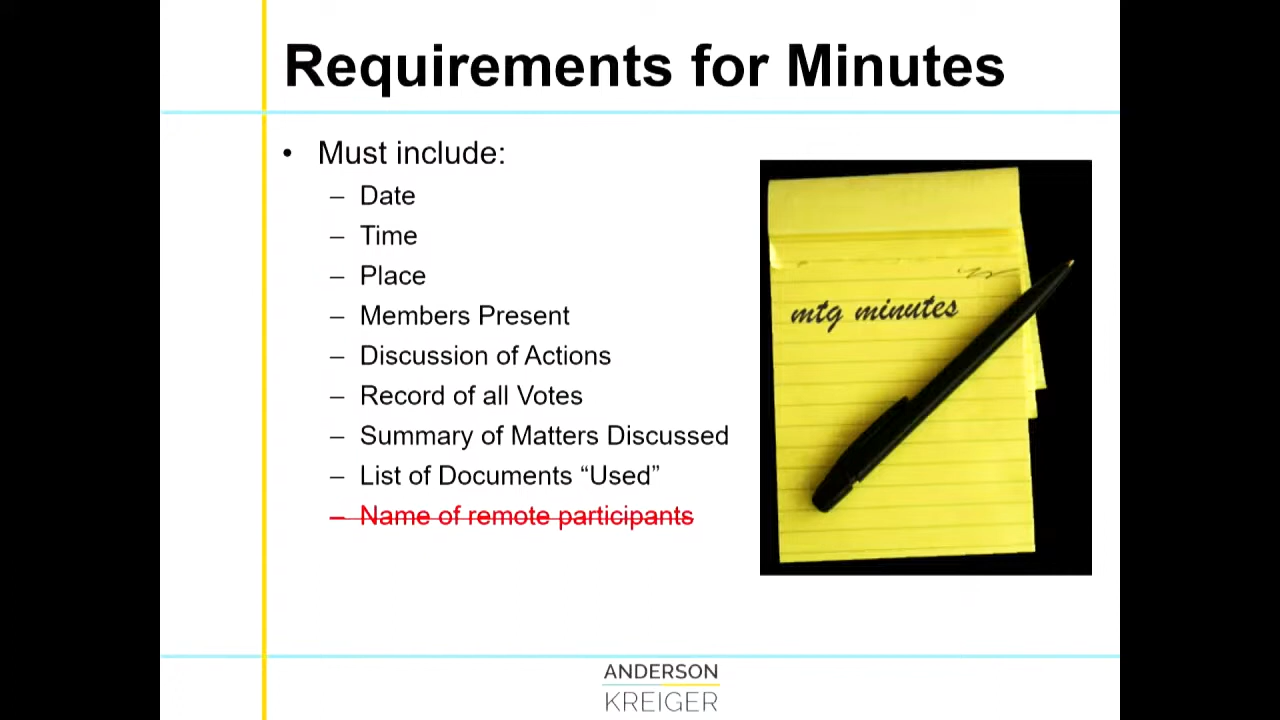 Requirements for Minutes
• Must include:
– Date
– Time
– Place
– Members Present
– Discussion of Actions
– Record of all Votes
– Summary of Matters Discussed
– List of Documents “Used”
– Name of remote participants
mtg minutes
ANDERSON
KREIGER